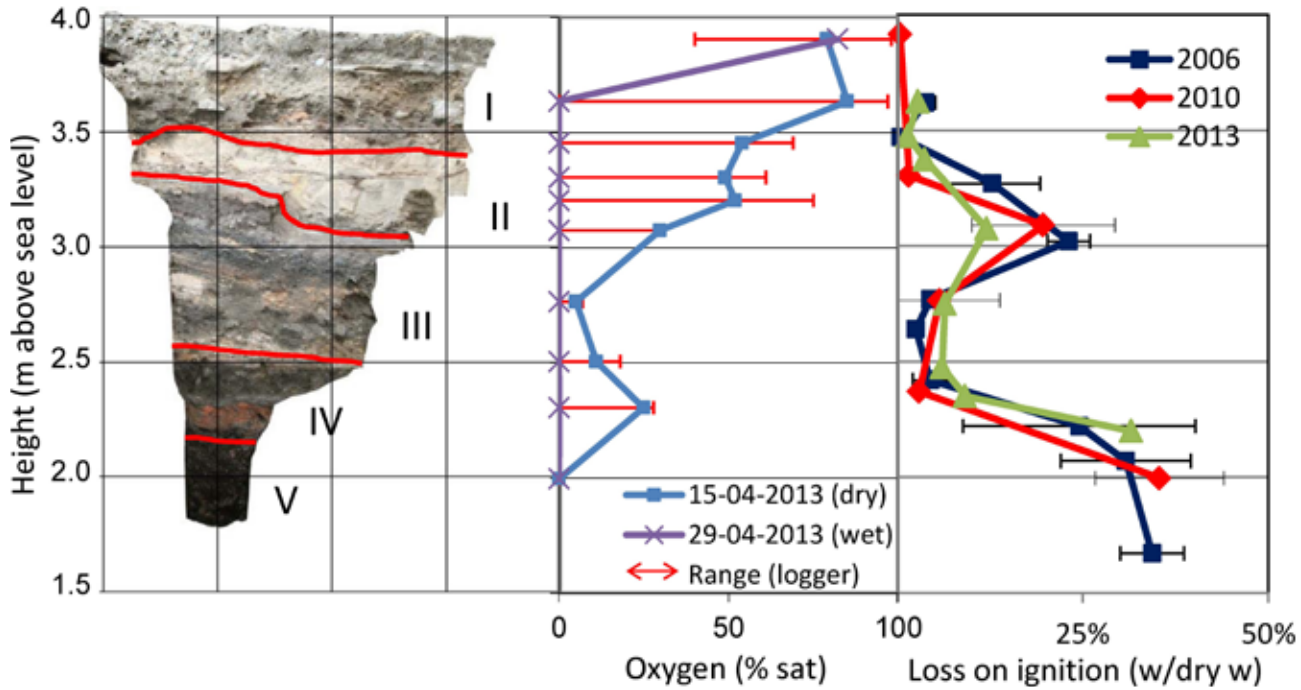 Height (m above sea level)
4.0
3.5
3.0
2.5
2.0
1.5
I
II
III
IV
V
15-04-2013 (dry)
29-04-2013 (wet)
Range (logger)
0
50
100
Oxygen (% sat)
2006
2010
2013
25%
50%
Loss on ignition (w/dry w)